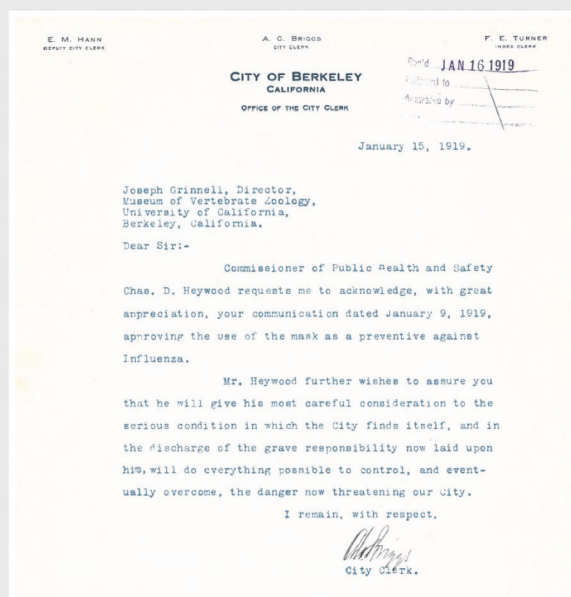 E. M. HANN
DEPUTY CITY CLERK
A. C. BRIGGS
CITY CLERK
F. E. TURNER
INDEX CLERK
CITY OF BERKELEY
CALIFORNIA
OFFICE OF THE CITY CLERK
Rec'd JAN 16 1919
Referred to
Answered by
January 15, 1919.
Joseph Grinnell, Director,
Museum of Vertebrate Zoology,
University of California,
Berkeley, California.
Dear Sir:-
Commissioner of Public Health and Safety
Chas. D. Heywood requests me to acknowledge, with great
appreciation, your communication dated January 9, 1919,
approving the use of the mask as a preventive against
Influenza.
Mr. Heywood further wishes to assure you
that he will give his most careful consideration to the
serious condition in which the City finds itself, and in
the discharge of the grave responsibility now laid upon
him, will do everything possible to control, and event-
ually overcome, the danger now threatening our City.
I remain, with respect,
City Clerk.